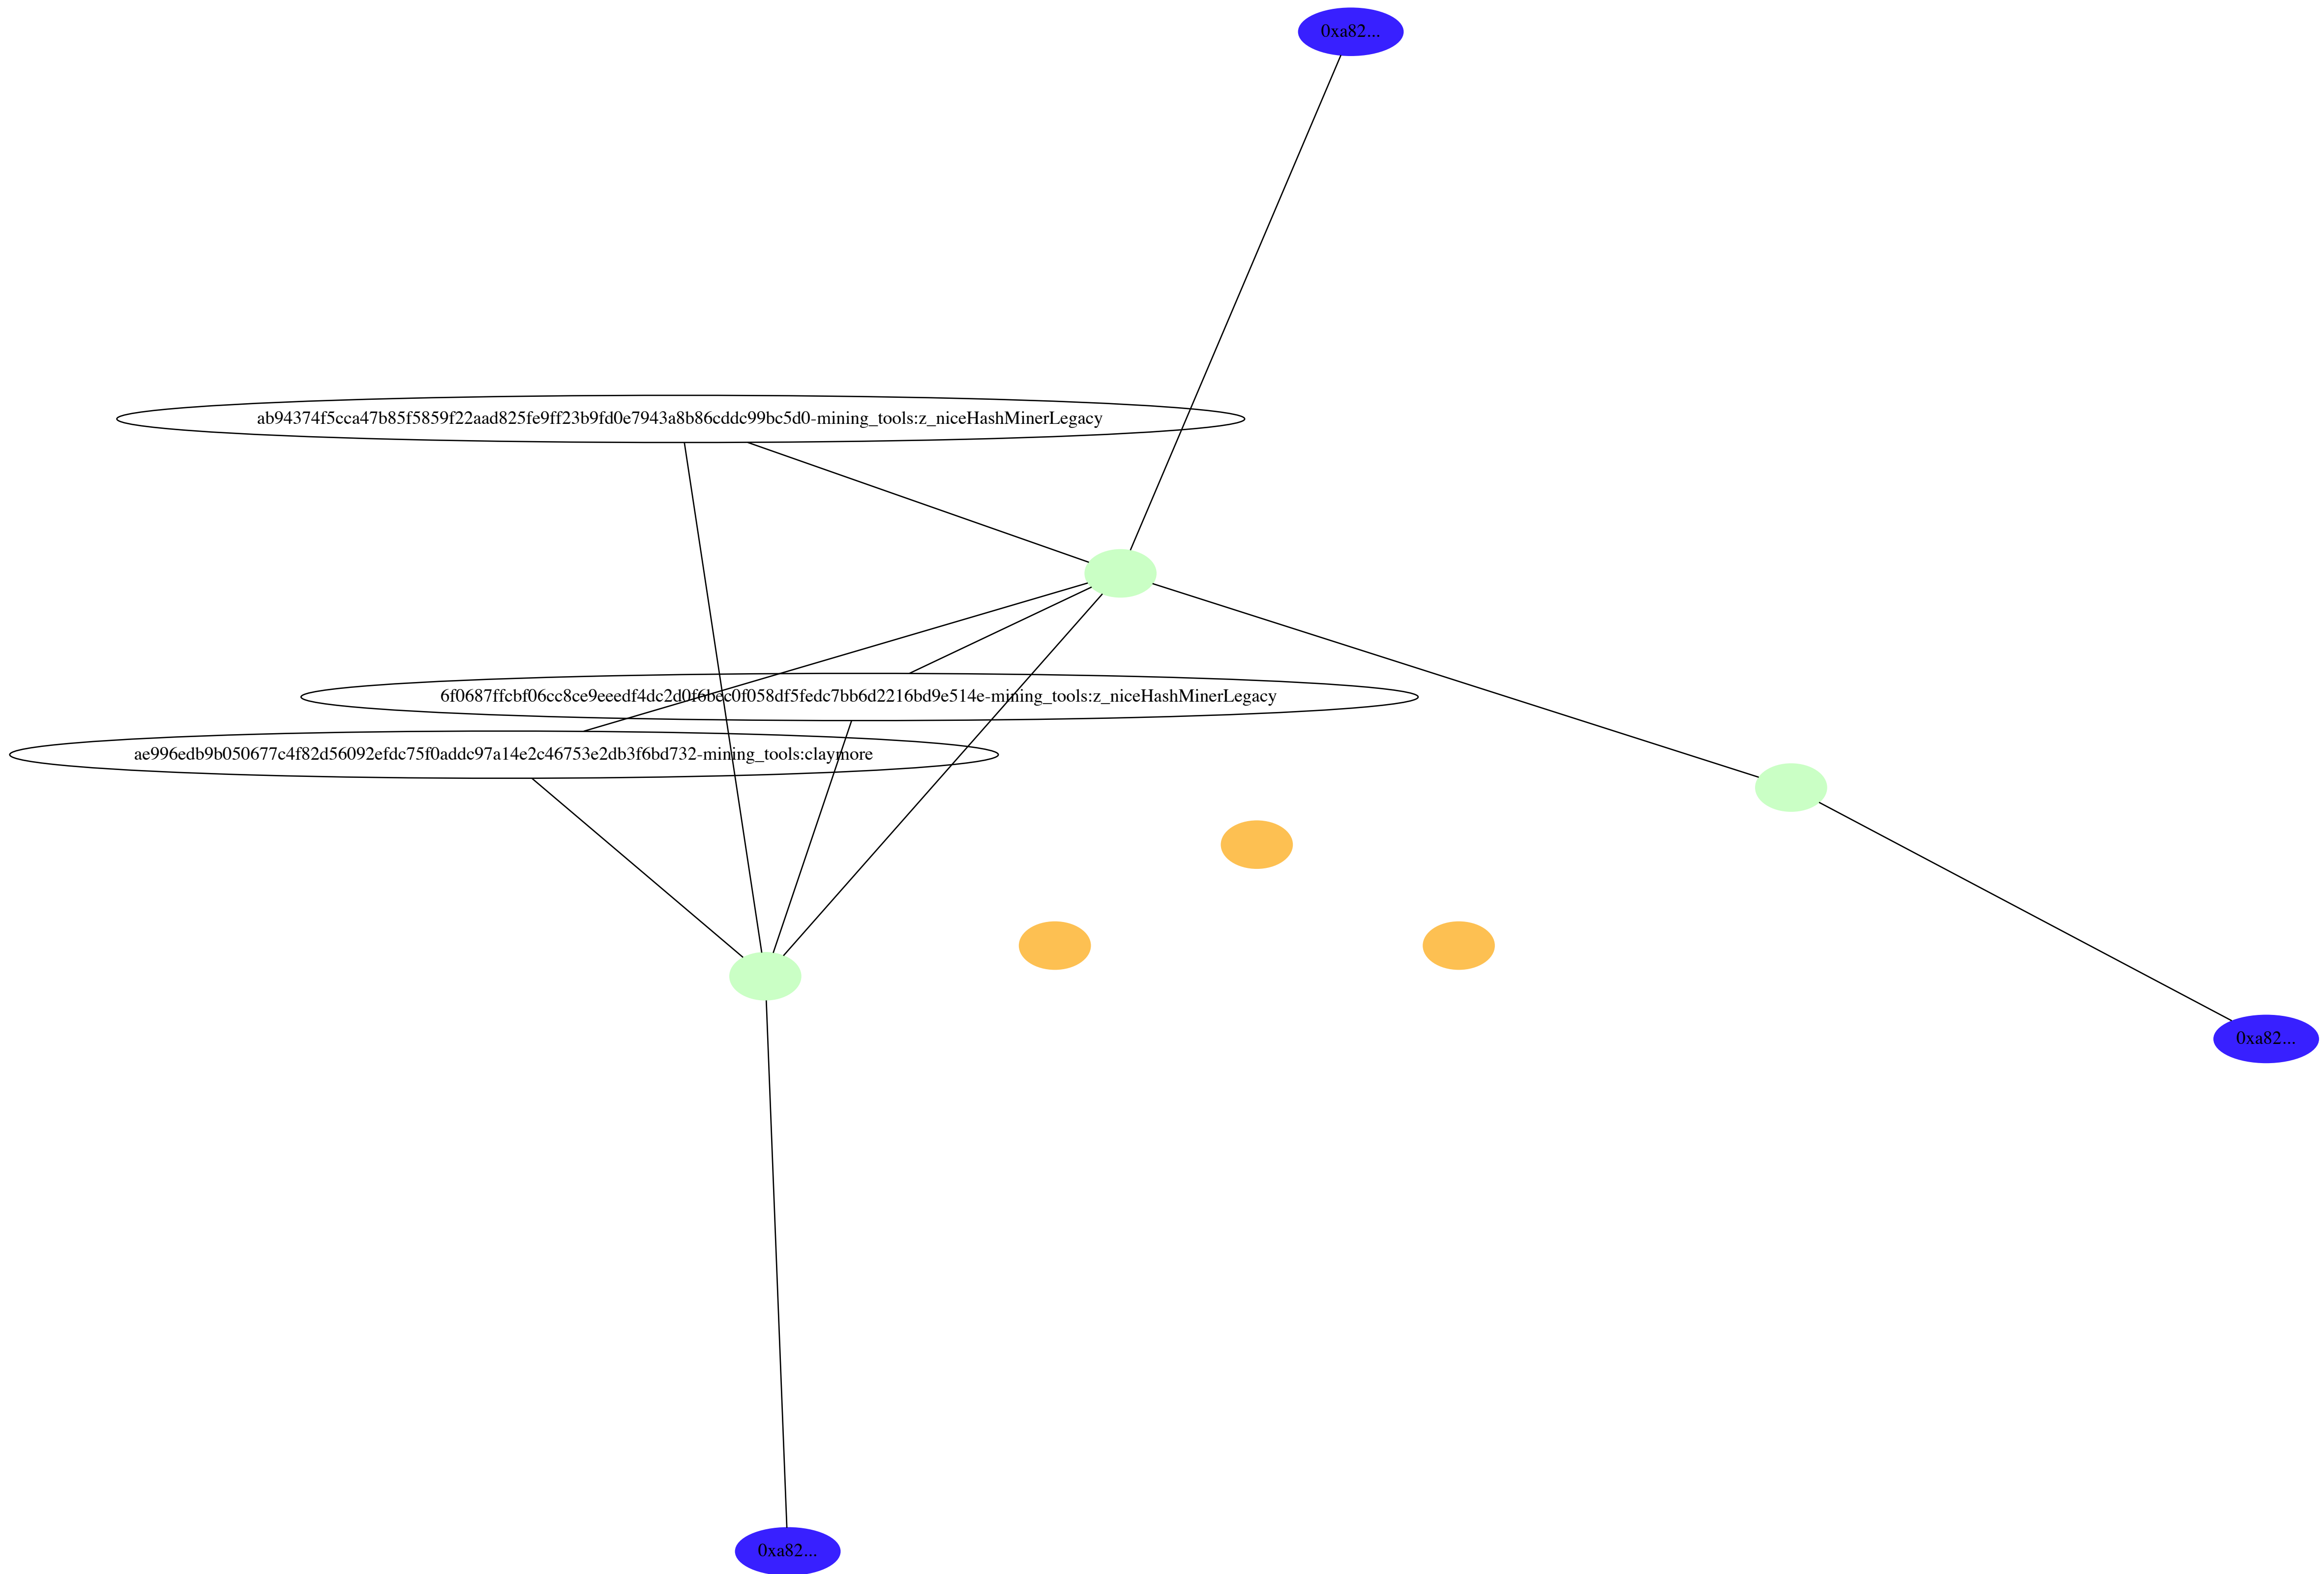 0xa82...
ab94374f5cca47b85f5859f22aad825fe9ff23b9fd0e7943a8b86cddc99bc5d0-mining_tools:z_niceHashMinerLegacy
6f0687ffcbf06cc8ce9eeedf4dc2d0f6bec0f058df5fedc7bb6d2216bd9e514e-mining_tools:z_niceHashMinerLegacy
ae996edb9b050677c4f82d56092efdc75f0addc97a14e2c46753e2db3f6bd732-mining_tools:claymore
0xa82...
0xa82...